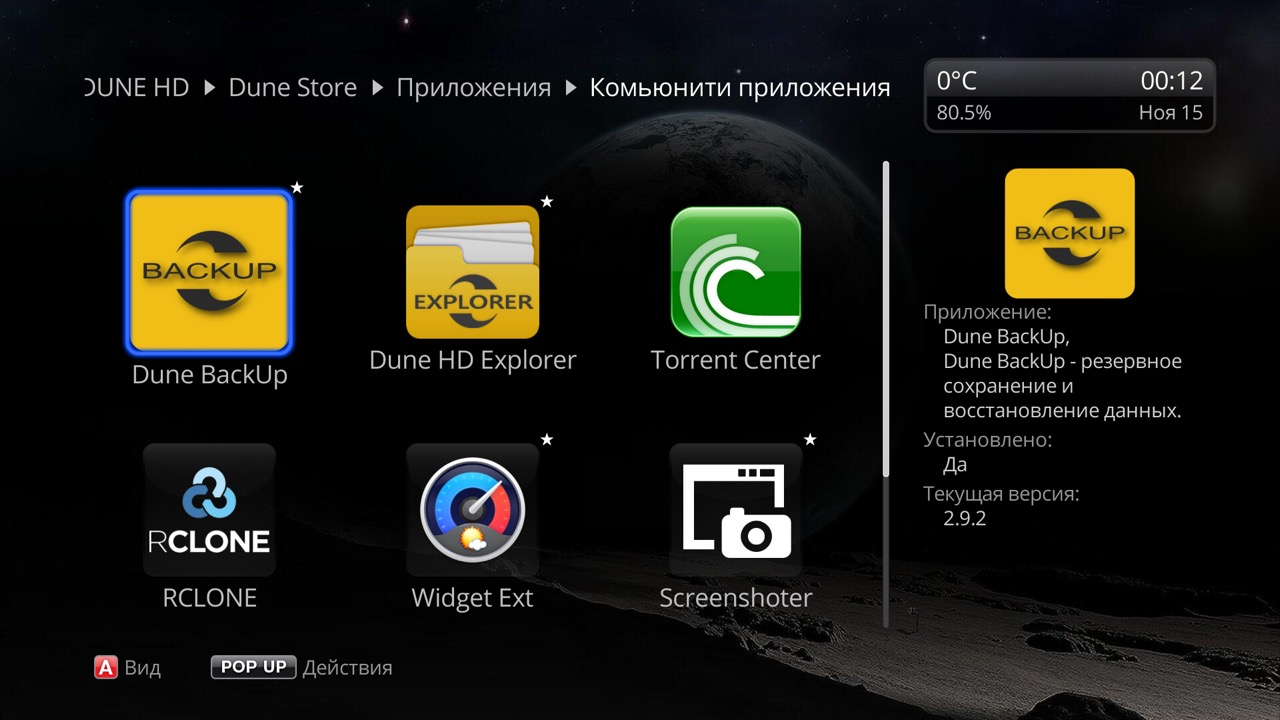 DUNE HD Dune Store Приложения Комьюнити приложения
0°C 00:12
80.5% Ноя 15
BACKUP
Dune BackUp
EXPLORER
Dune HD Explorer
Torrent Center
RCLONE
RCLONE
Widget Ext
Screenshoter
BACKUP
Приложение:
Dune BackUp,
Dune BackUp - резервное
сохранение и
восстановление данных.
Установлено:
Да
Текущая версия:
2.9.2
A Вид POP UP Действия